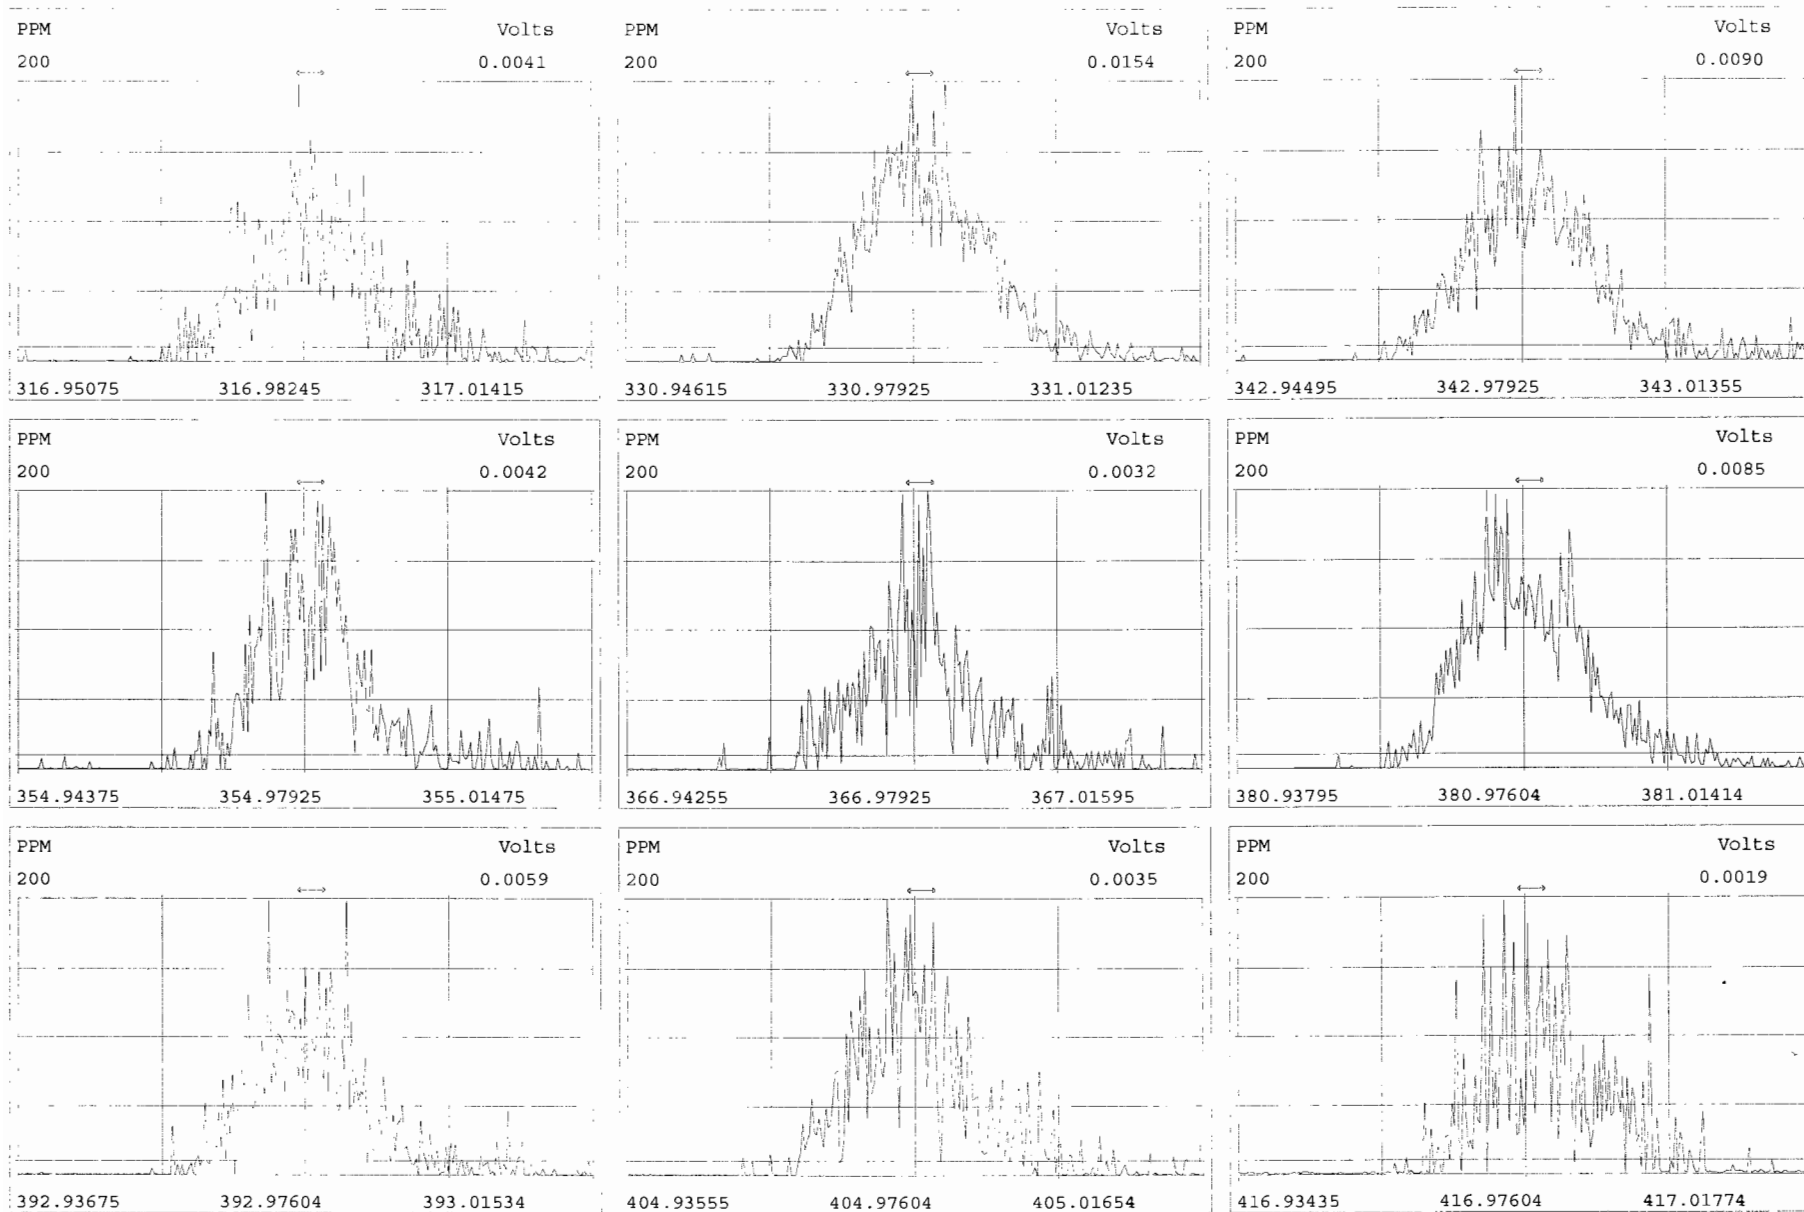 PPM Volts
200 0.0041
316.95075 316.98245 317.01415
PPM Volts
200 0.0154
330.94615 330.97925 331.01235
PPM Volts
200 0.0090
342.94495 342.97925 343.01355
PPM Volts
200 0.0042
354.94375 354.97925 355.01475
PPM Volts
200 0.0032
366.94255 366.97925 367.01595
PPM Volts
200 0.0085
380.93795 380.97604 381.01414
PPM Volts
200 0.0059
392.93675 392.97604 393.01534
PPM Volts
200 0.0035
404.93555 404.97604 405.01654
PPM Volts
200 0.0019
416.93435 416.97604 417.01774